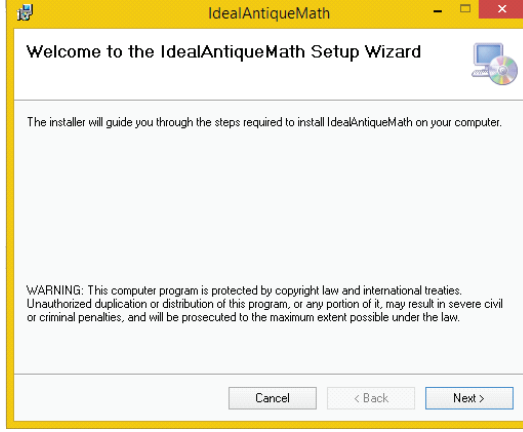 IdealAntiqueMath
Welcome to the IdealAntiqueMath Setup Wizard
The installer will guide you through the steps required to install IdealAntiqueMath on your computer.
WARNING: This computer program is protected by copyright law and international treaties.
Unauthorized duplication or distribution of this program, or any portion of it, may result in severe civil
or criminal penalties, and will be prosecuted to the maximum extent possible under the law.
Cancel
< Back
Next >